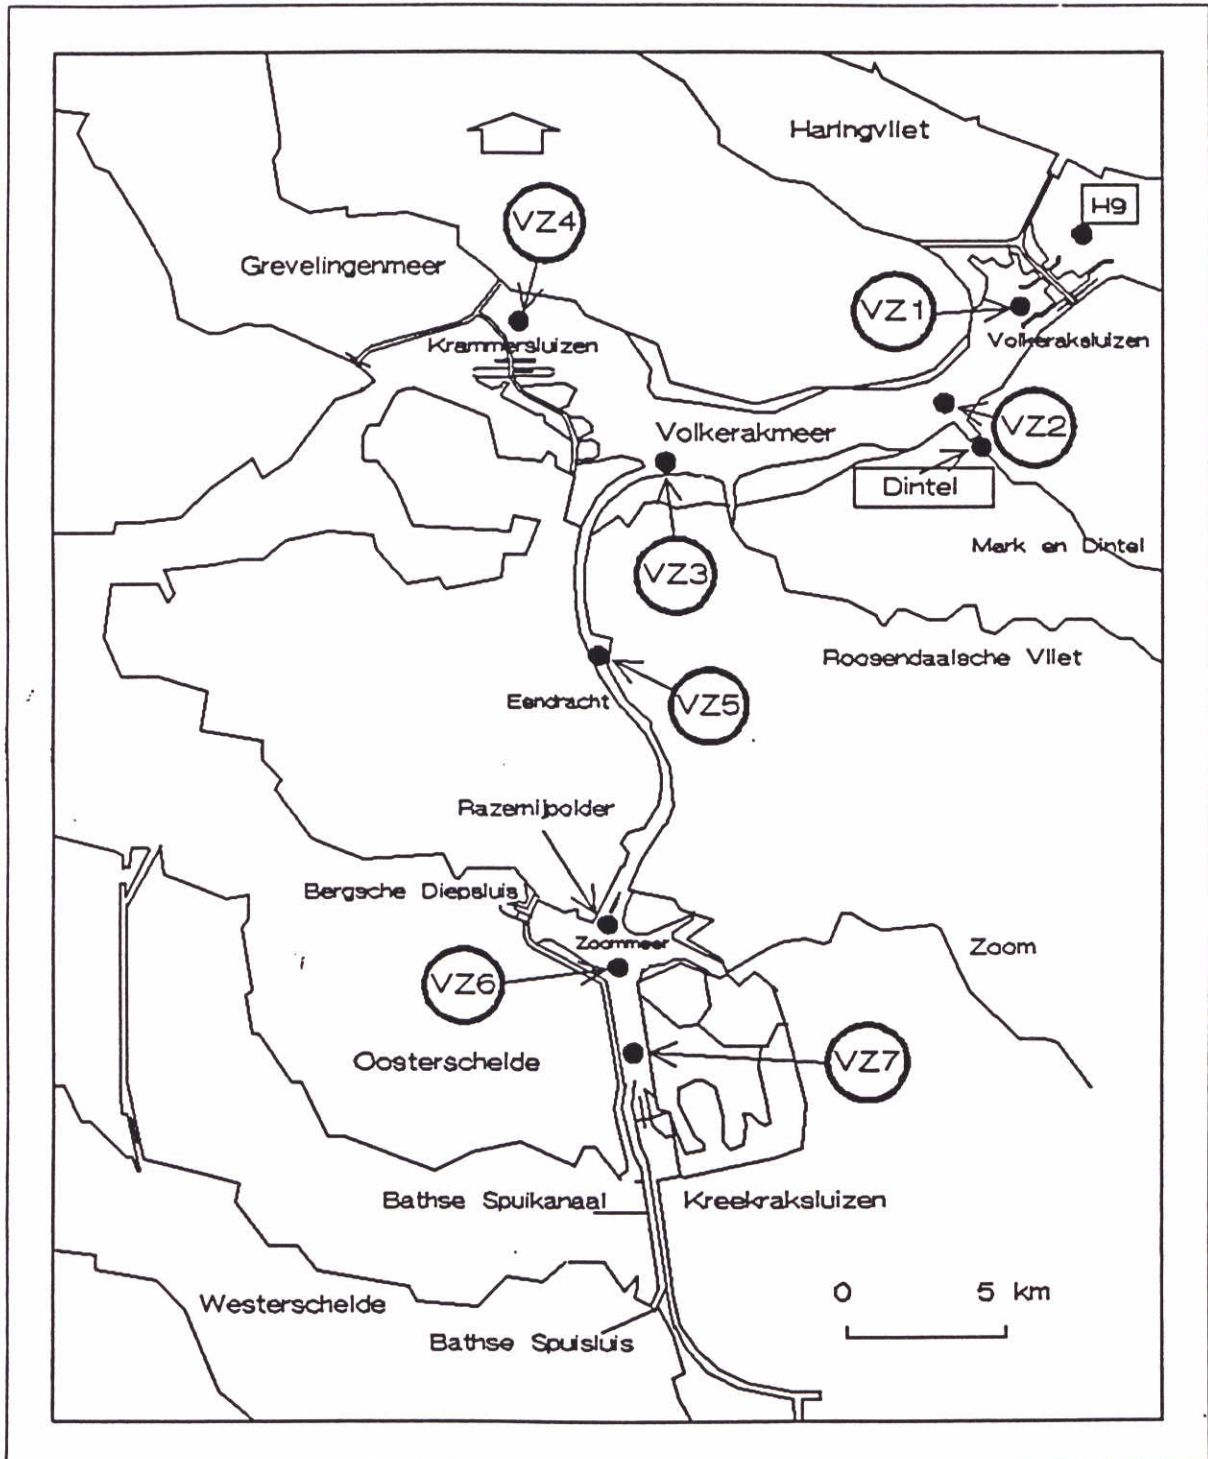 Haringvliet
H9
VZ4
Grevelingenmeer
VZ1
Volkeraksluizen
Krammersluizen
VZ2
Volkerakmeer
Dintel
Mark en Dintel
VZ3
Roosendaalsche Vliet
Eendracht
VZ5
Razernijpolder
Bergsche Diepsluis
Zoommeer
Zoom
VZ6
Oosterschelde
VZ7
Bathse Spuikanaal
Kreekraksluizen
0 5 km
Westerschelde
Bathse Spuisluis